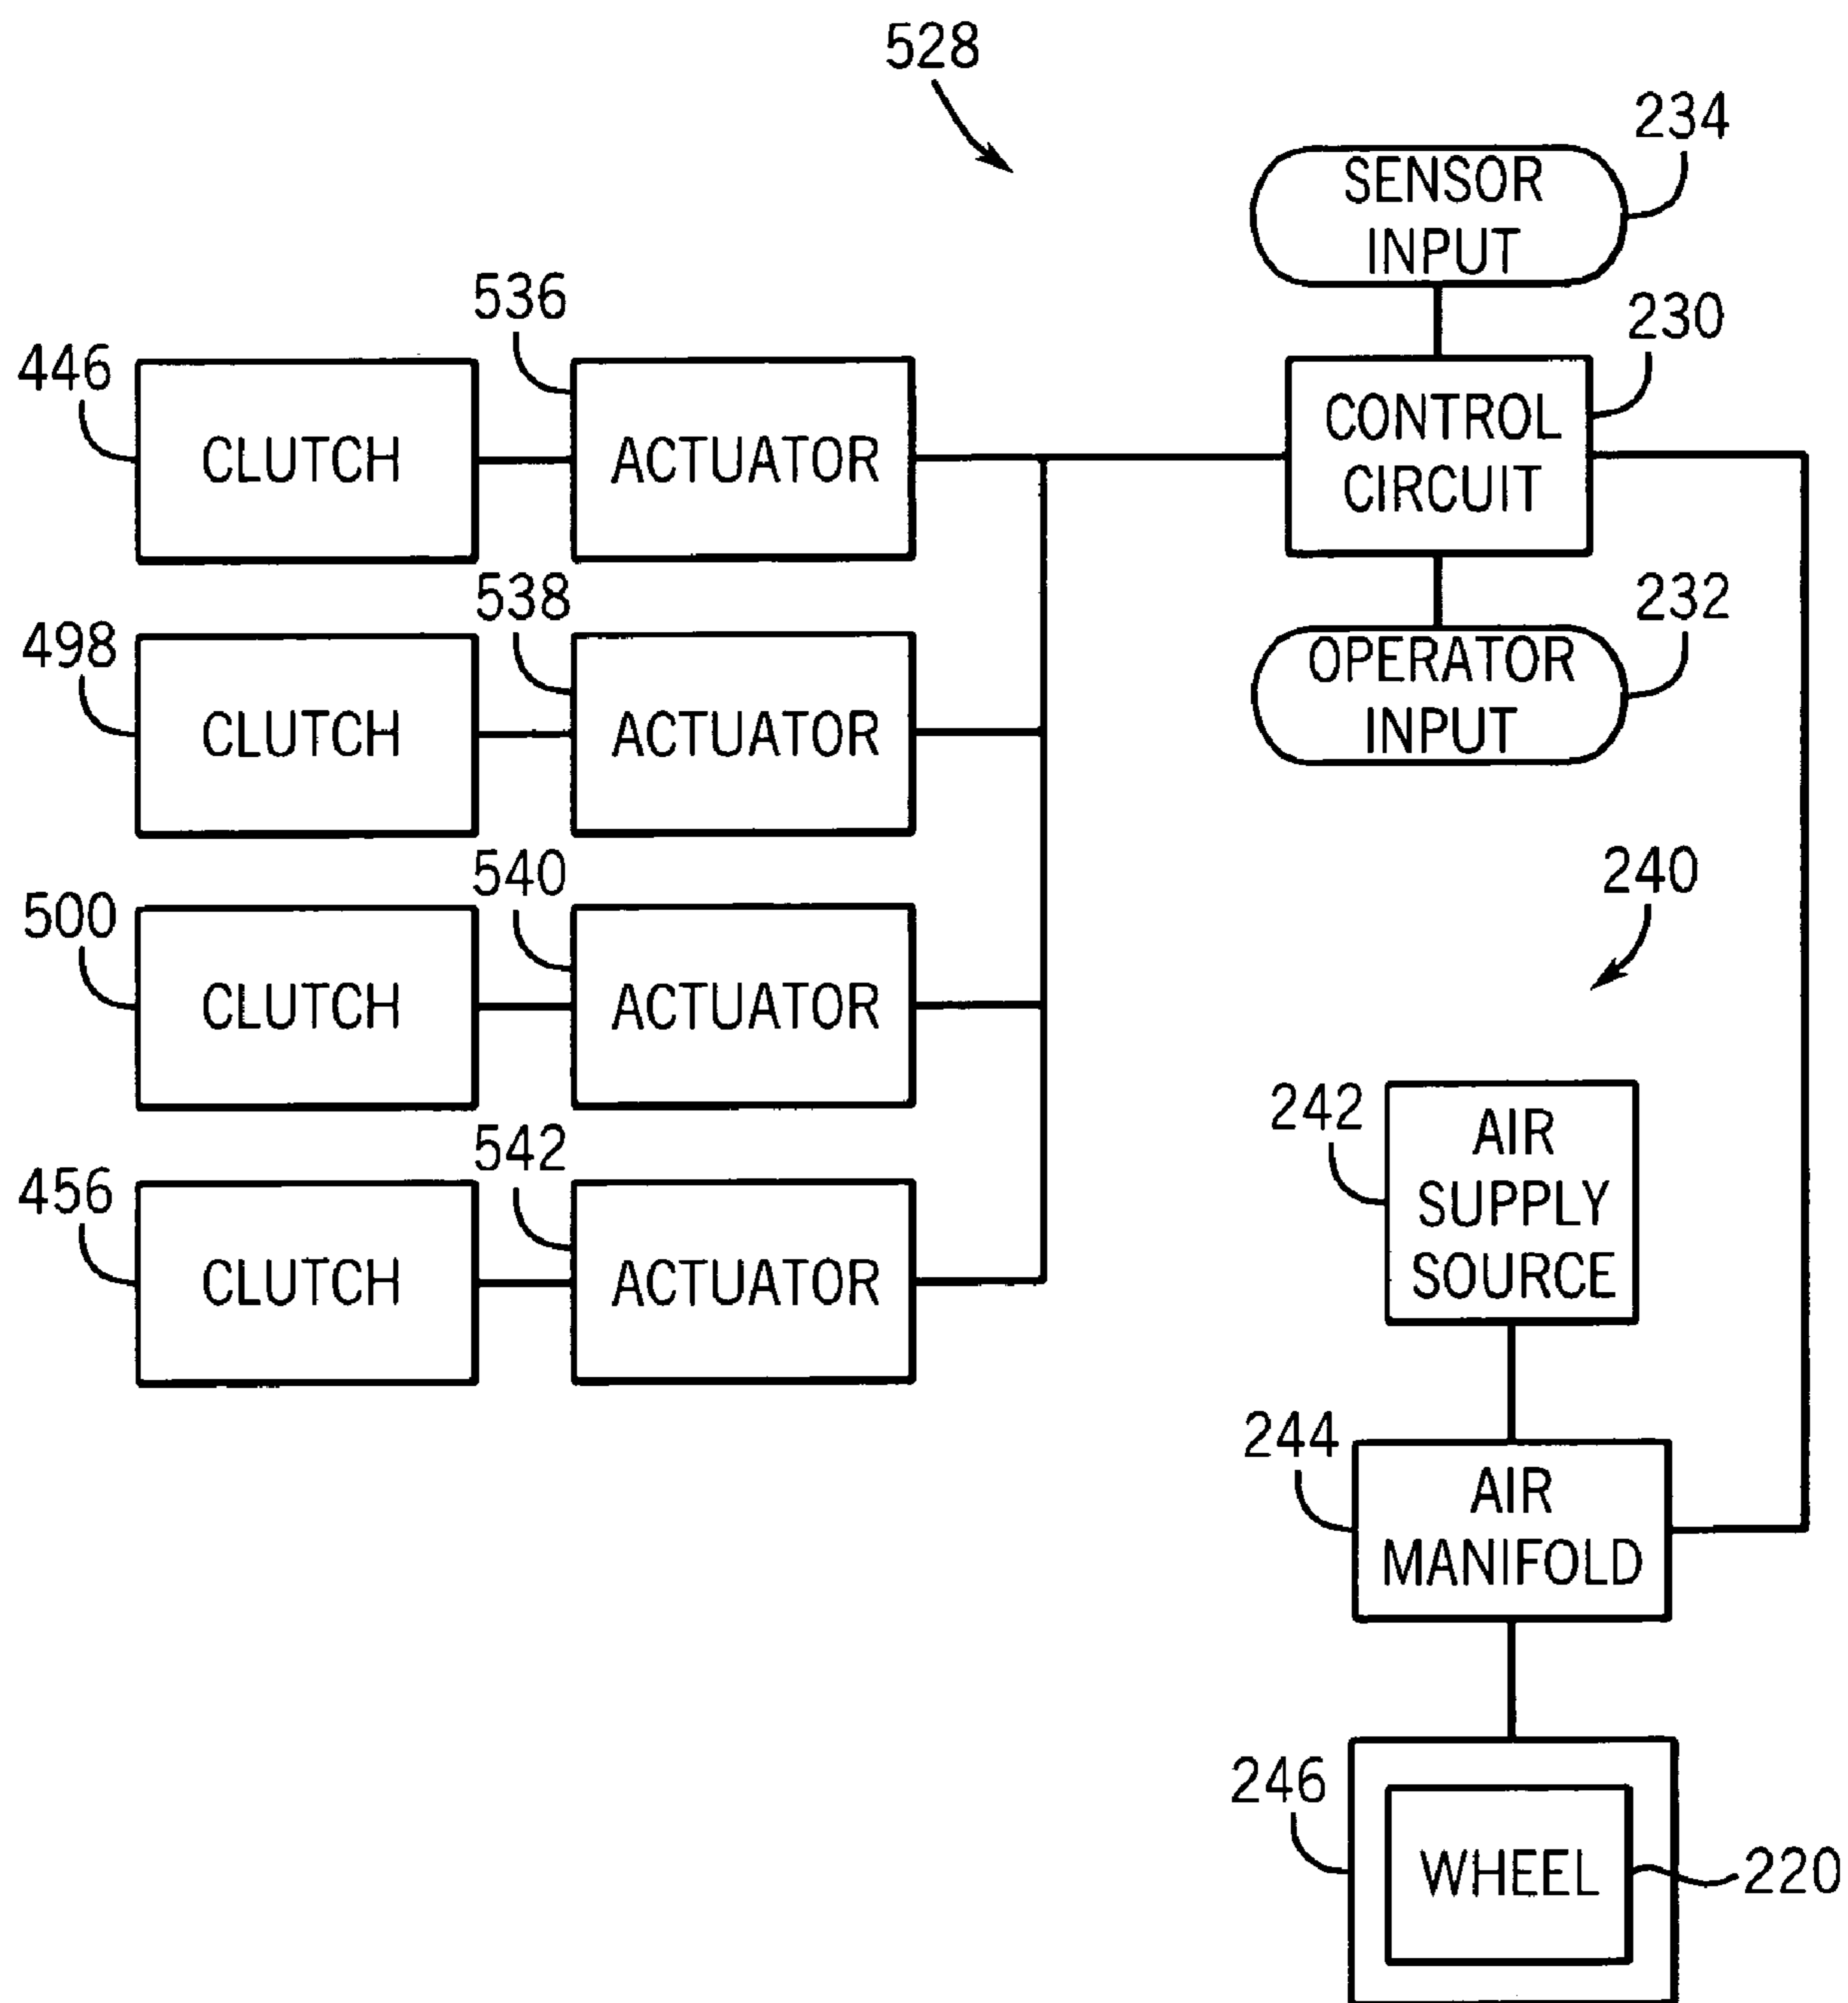 528
234
SENSOR
INPUT
536
230
446
CLUTCH
ACTUATOR
CONTROL
CIRCUIT
538
232
498
CLUTCH
ACTUATOR
OPERATOR
INPUT
540
240
500
CLUTCH
ACTUATOR
242
AIR
SUPPLY
SOURCE
542
456
CLUTCH
ACTUATOR
244
AIR
MANIFOLD
246
WHEEL
220